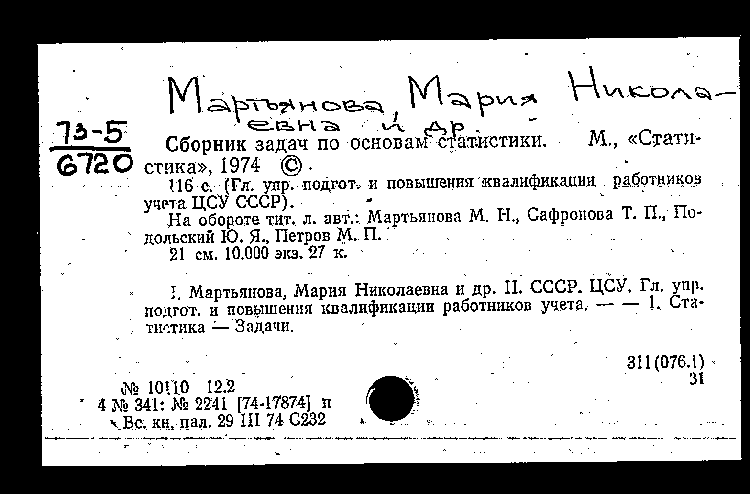 Мартьянова, Мария Никола-
евна и др.
73-5
6720
Сборник задач по основам статистики. М., «Стати-
стика», 1974 ©.
116 с. (Гл. упр. подгот. и повышения квалификации работников
учета ЦСУ СССР).
На обороте тит. л. авт.: Мартьянова М. Н., Сафронова Т. П., По-
дольский Ю. Я., Петров М. П.
21 см. 10.000 экз. 27 к.
I. Мартьянова, Мария Николаевна и др. II. СССР. ЦСУ. Гл. упр.
подгот. и повышения квалификации работников учета. — — 1. Ста-
тистика — Задачи.
311(076.1)
31
№ 10110 12.2
4 № 341: № 2241 [74-17874] п
Вс. кн. пал. 29 III 74 С232